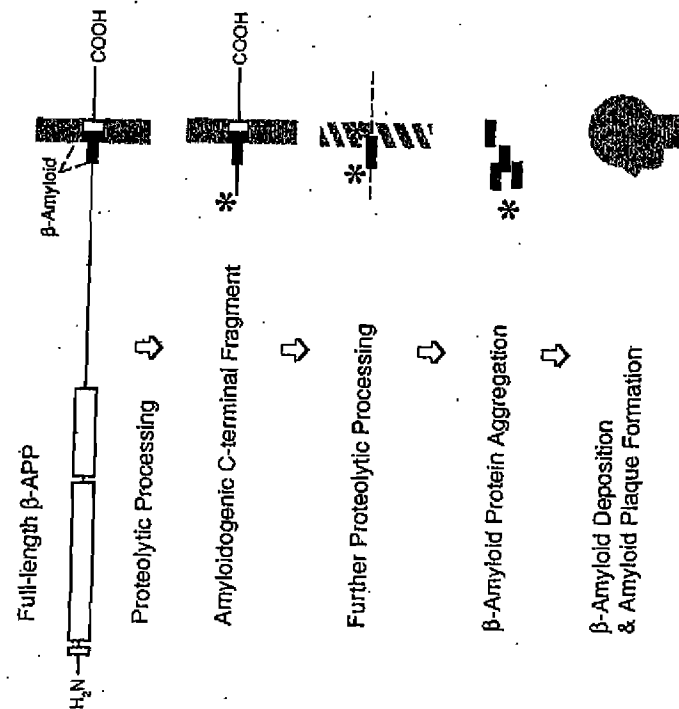 Full-length β-APP
H₂N
β-Amyloid
COOH
Proteolytic Processing
Amyloidogenic C-terminal Fragment
*
COOH
Further Proteolytic Processing
*
β-Amyloid Protein Aggregation
*
β-Amyloid Deposition
& Amyloid Plaque Formation